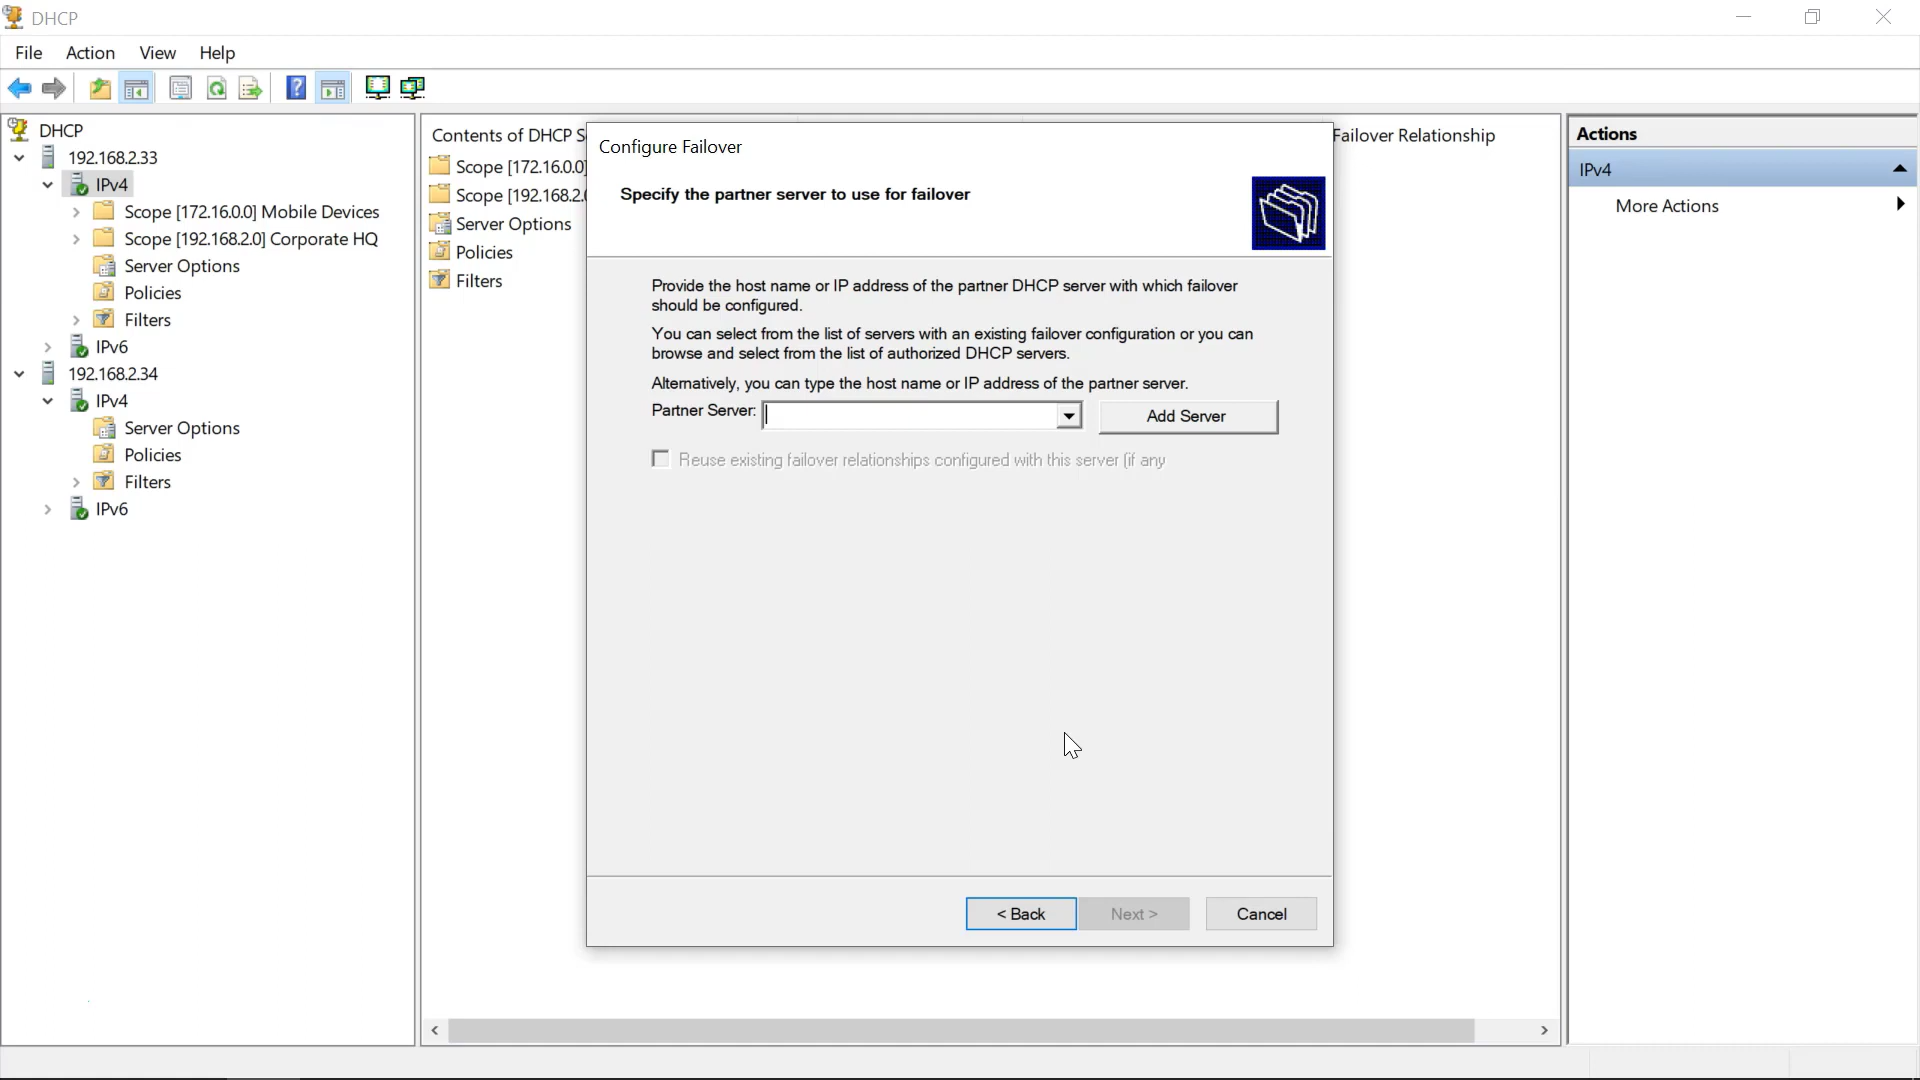 DHCP
File Action View Help
DHCP
192.168.2.33
IPv4
Scope [172.16.0.0] Mobile Devices
Scope [192.168.2.0] Corporate HQ
Server Options
Policies
Filters
IPv6
192.168.2.34
IPv4
Server Options
Policies
Filters
IPv6
Contents of DHCP S
Failover Relationship
Scope [172.16.0.0]
Scope [192.168.2.0
Server Options
Policies
Filters
Configure Failover
Specify the partner server to use for failover
Provide the host name or IP address of the partner DHCP server with which failover
should be configured.
You can select from the list of servers with an existing failover configuration or you can
browse and select from the list of authorized DHCP servers.
Alternatively, you can type the host name or IP address of the partner server.
Partner Server:
Add Server
Reuse existing failover relationships configured with this server (if any
< Back Next > Cancel
Actions
IPv4
More Actions